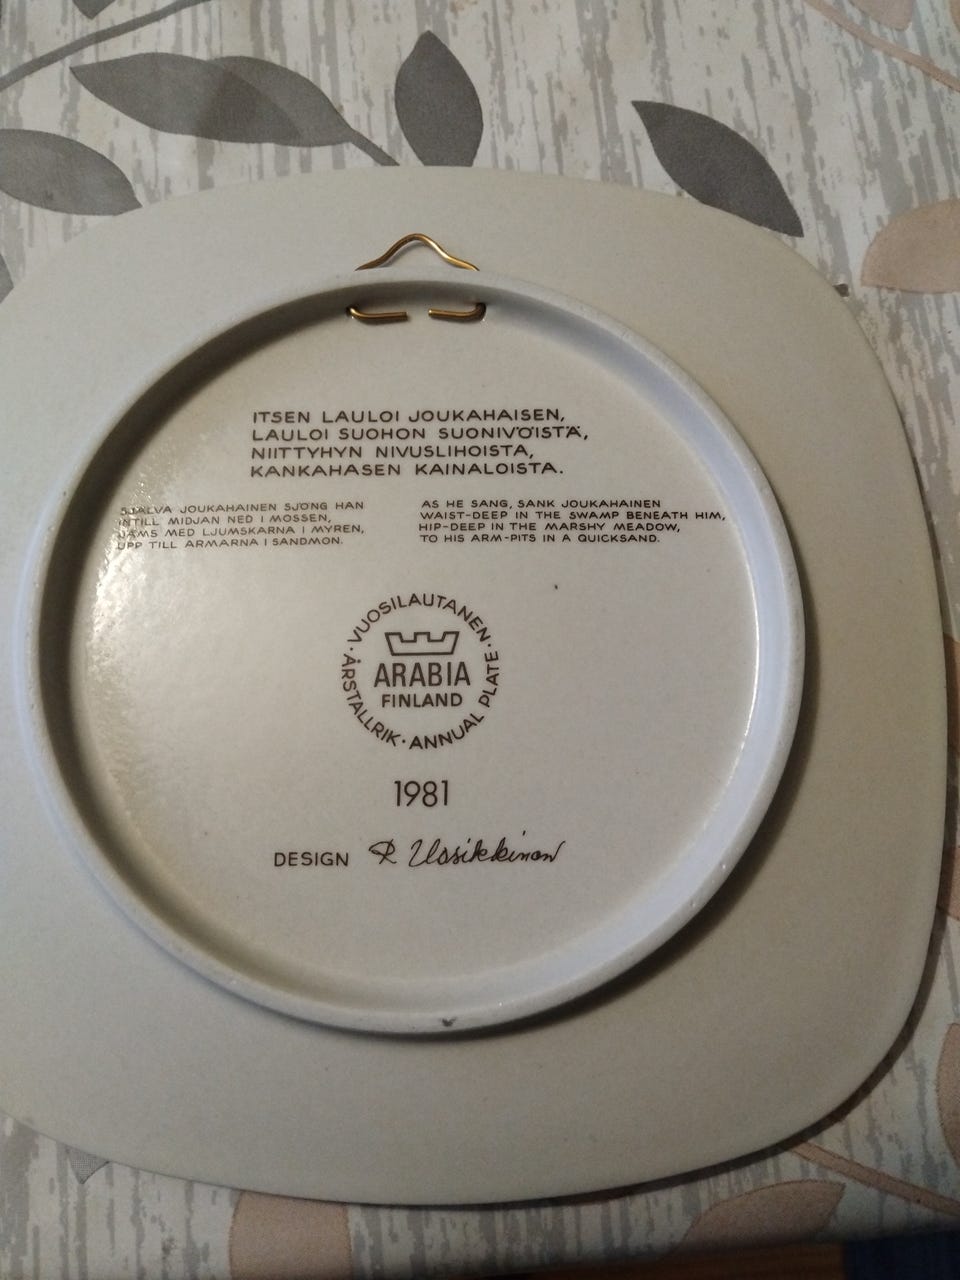 ITSEN LAULOI JOUKAHAISEN,
LAULOI SUOHON SUONIVÖISTÄ,
NIITTYHYN NIVUSLIHOISTA,
KANKAHASEN KAINALOISTA.
SJÄLVA JOUKAHAINEN SJÖNG HAN
INTILL MIDJAN NED I MOSSEN,
JÄMS MED LJUMSKARNA I MYREN,
UPP TILL ARMARNA I SANDMON.
AS HE SANG, SANK JOUKAHAINEN
WAIST-DEEP IN THE SWAMP BENEATH HIM,
HIP-DEEP IN THE MARSHY MEADOW,
TO HIS ARM-PITS IN A QUICKSAND.
· VUOSILAUTANEN · ANNUAL PLATE · ÅRSTALLRIK
ARABIA
FINLAND
1981
DESIGN R Uosikkinen